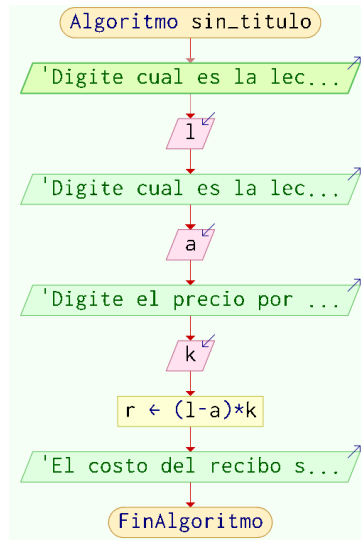 Algoritmo sin_titulo
'Digite cual es la lec...
l
'Digite cual es la lec...
a
'Digite el precio por ...
k
r ← (l-a)*k
'El costo del recibo s...
FinAlgoritmo